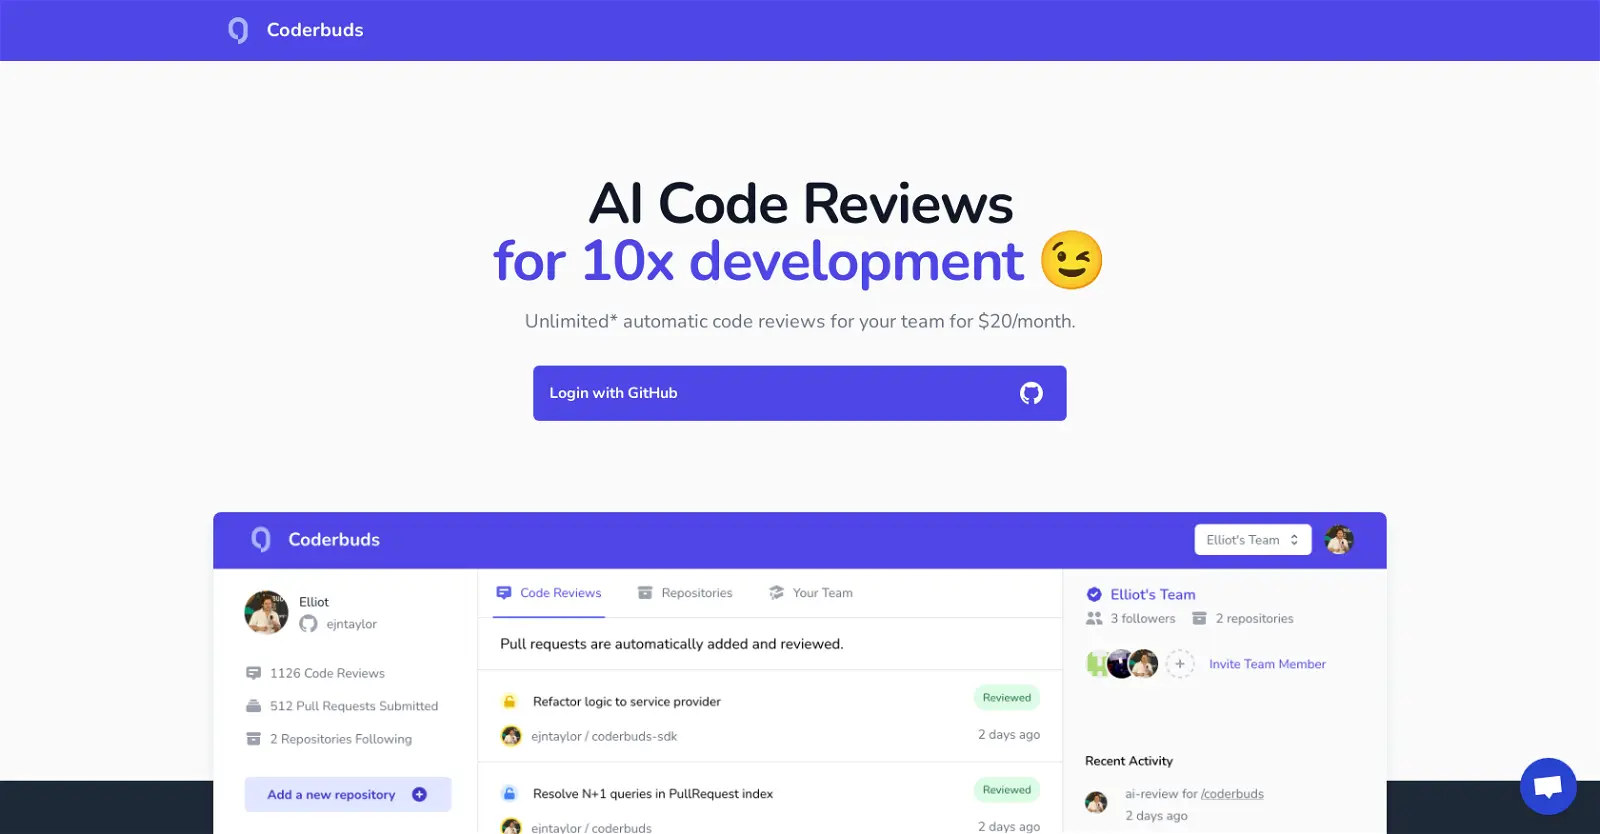 Coderbuds
AI Code Reviews
for 10x development
Unlimited* automatic code reviews for your team for $20/month.
Login with GitHub
Coderbuds
Elliot's Team
Elliot
ejntaylor
1126 Code Reviews
512 Pull Requests Submitted
2 Repositories Following
Add a new repository
Code Reviews
Repositories
Your Team
Pull requests are automatically added and reviewed.
Refactor logic to service provider
Reviewed
ejntaylor / coderbuds-sdk
2 days ago
Resolve N+1 queries in PullRequest index
Reviewed
ejntaylor / coderbuds
2 days ago
Elliot's Team
3 followers
2 repositories
Invite Team Member
Recent Activity
ai-review for /coderbuds
2 days ago